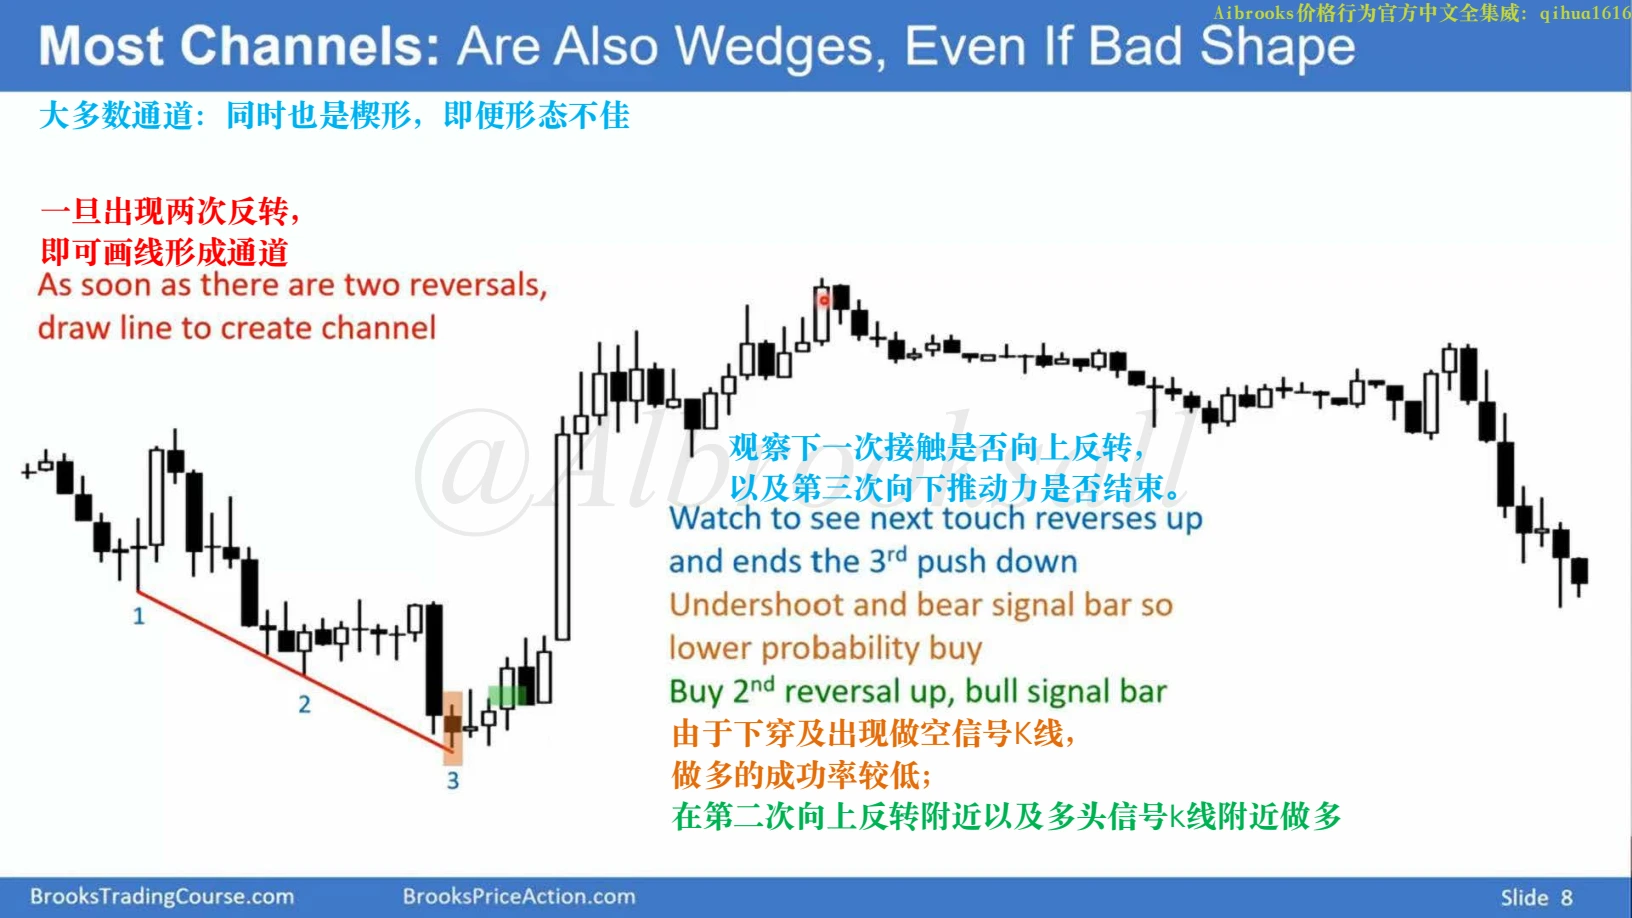 Aibrooks价格行为官方中文全集威: qihua1616
Most Channels: Are Also Wedges, Even If Bad Shape
大多数通道：同时也是楔形，即便形态不佳
一旦出现两次反转，
即可画线形成通道
As soon as there are two reversals,
draw line to create channel
@Albrooksall
观察下一次接触是否向上反转，
以及第三次向下推动力是否结束。
Watch to see next touch reverses up
and ends the 3rd push down
Undershoot and bear signal bar so
lower probability buy
Buy 2nd reversal up, bull signal bar
由于下穿及出现做空信号K线，
做多的成功率较低；
在第二次向上反转附近以及多头信号k线附近做多
1
2
3
BrooksTradingCourse.com
BrooksPriceAction.com
Slide 8